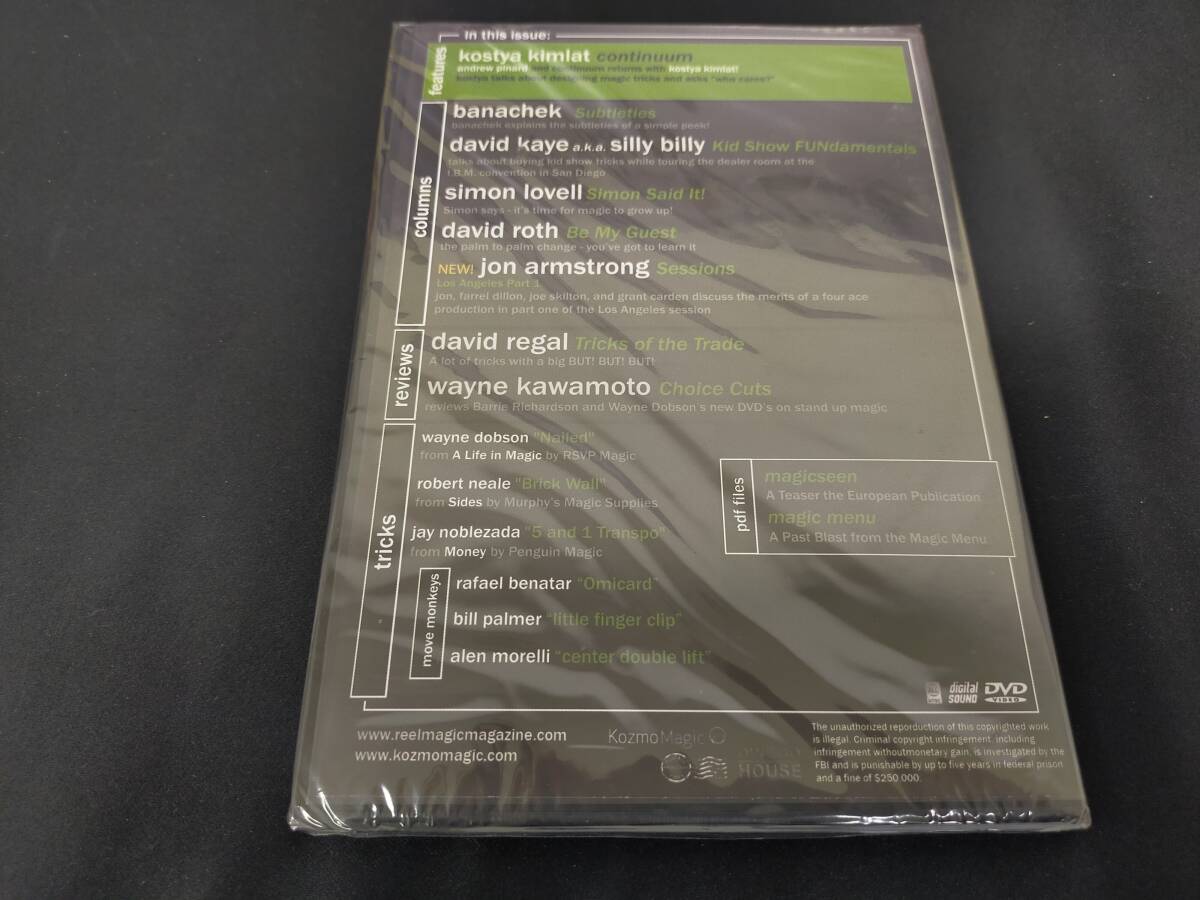 in this issue:
features
kostya kimlat continuum
andrew pinard and continuum returns with kostya kimlat!
kostya talks about designing magic tricks and asks "who cares?"
columns
banachek Subtleties
banachek explains the subtleties of a simple peek!
david kaye a.k.a. silly billy Kid Show FUNdamentals
talks about buying kid show tricks while touring the dealer room at the
I.B.M. convention in San Diego
simon lovell Simon Said It!
Simon says - it's time for magic to grow up!
david roth Be My Guest
the palm to palm change - you've got to learn it
NEW! jon armstrong Sessions
Los Angeles Part 1
jon, farrel dillon, joe skilton, and grant carden discuss the merits of a four ace
production in part one of the Los Angeles session
reviews
david regal Tricks of the Trade
A lot of tricks with a big BUT! BUT! BUT!
wayne kawamoto Choice Cuts
reviews Barrie Richardson and Wayne Dobson's new DVD's on stand up magic
tricks
wayne dobson "Nailed"
from A Life in Magic by RSVP Magic
robert neale "Brick Wall"
from Sides by Murphy's Magic Supplies
jay noblezada "5 and 1 Transpo"
from Money by Penguin Magic
move monkeys
rafael benatar "Omicard"
bill palmer "little finger clip"
alen morelli "center double lift"
pdf files
magicseen
A Teaser the European Publication
magic menu
A Past Blast from the Magic Menu
digital
SOUND
DVD
VIDEO
www.reelmagicmagazine.com
www.kozmomagic.com
KozmoMagic
HOUSE
The unauthorized reporduction of this copyrighted work
is illegal. Criminal copyright infringement, including
infringement withoutmonetary gain, is investigated by the
FBI and is punishable by up to five years in federal prison
and a fine of $250,000.